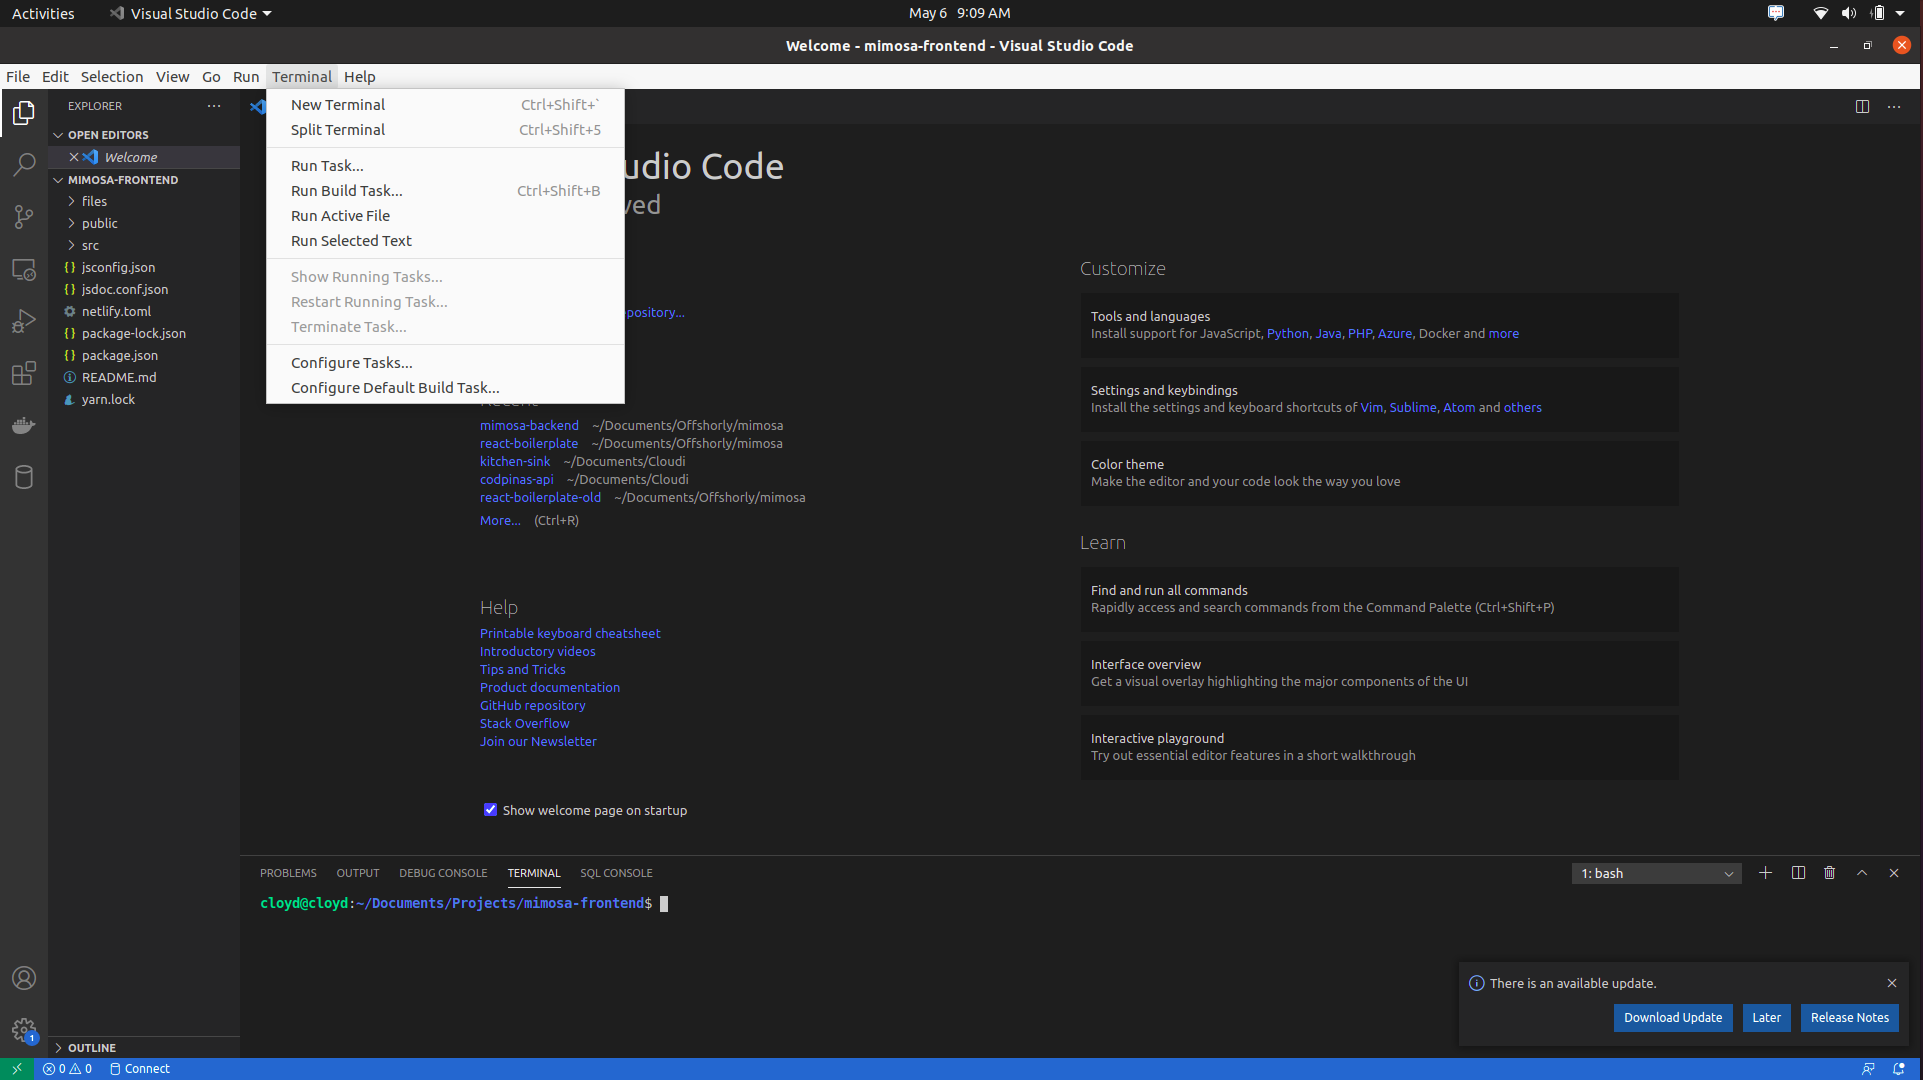 Activities
Visual Studio Code
May 6 9:09 AM
Welcome - mimosa-frontend - Visual Studio Code
File Edit Selection View Go Run Terminal Help
EXPLORER
OPEN EDITORS
Welcome
MIMOSA-FRONTEND
files
public
src
jsconfig.json
jsdoc.conf.json
netlify.toml
package-lock.json
package.json
README.md
yarn.lock
OUTLINE
New Terminal Ctrl+Shift+`
Split Terminal Ctrl+Shift+5
Run Task...
Run Build Task... Ctrl+Shift+B
Run Active File
Run Selected Text
Show Running Tasks...
Restart Running Task...
Terminate Task...
Configure Tasks...
Configure Default Build Task...
udio Code
ved
pository...
mimosa-backend ~/Documents/Offshorly/mimosa
react-boilerplate ~/Documents/Offshorly/mimosa
kitchen-sink ~/Documents/Cloudi
codpinas-api ~/Documents/Cloudi
react-boilerplate-old ~/Documents/Offshorly/mimosa
More... (Ctrl+R)
Help
Printable keyboard cheatsheet
Introductory videos
Tips and Tricks
Product documentation
GitHub repository
Stack Overflow
Join our Newsletter
Show welcome page on startup
Customize
Tools and languages
Install support for JavaScript, Python, Java, PHP, Azure, Docker and more
Settings and keybindings
Install the settings and keyboard shortcuts of Vim, Sublime, Atom and others
Color theme
Make the editor and your code look the way you love
Learn
Find and run all commands
Rapidly access and search commands from the Command Palette (Ctrl+Shift+P)
Interface overview
Get a visual overlay highlighting the major components of the UI
Interactive playground
Try out essential editor features in a short walkthrough
PROBLEMS OUTPUT DEBUG CONSOLE TERMINAL SQL CONSOLE
1: bash
cloyd@cloyd:~/Documents/Projects/mimosa-frontend$
There is an available update.
Download Update Later Release Notes
1
0 0 Connect